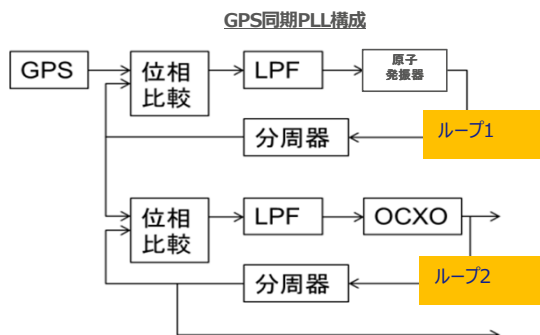 GPS同期PLL構成
GPS
位相
比較
LPF
原子
発振器
分周器
ループ1
位相
比較
LPF
OCXO
分周器
ループ2